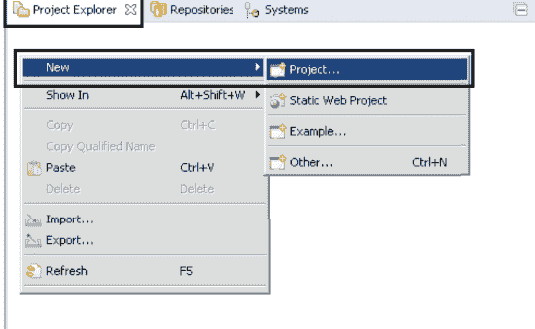 Project Explorer Repositories Systems
New
Project...
Show In Alt+Shift+W
Static Web Project
Copy Ctrl+C
Example...
Copy Qualified Name
Paste Ctrl+V
Other... Ctrl+N
Delete Delete
Import...
Export...
Refresh F5